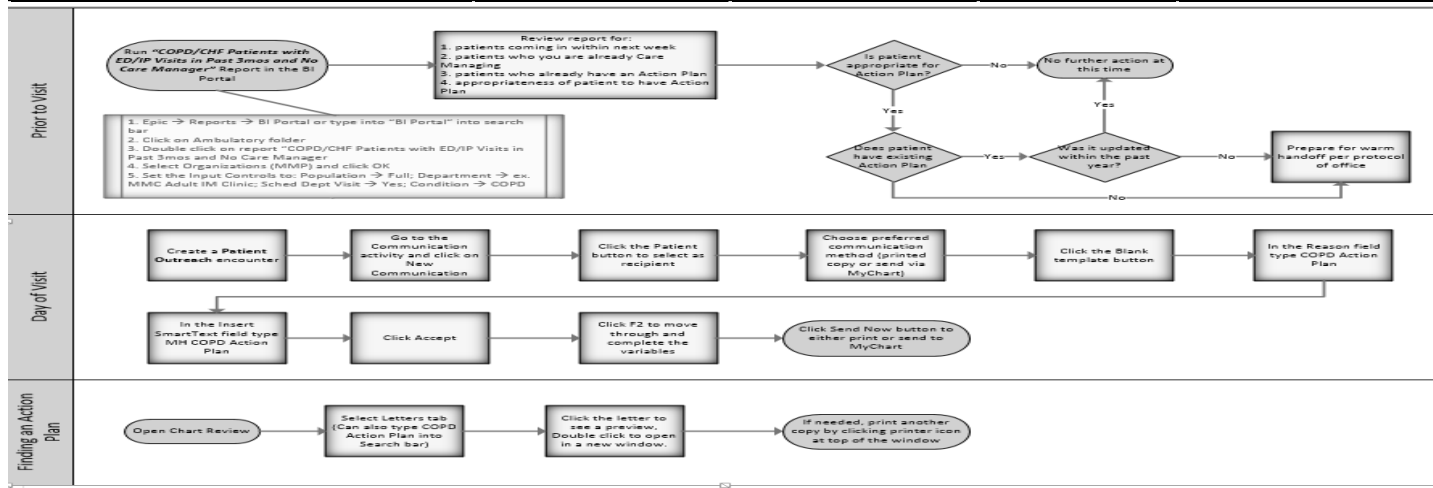 Prior to Visit
Run "COPD/CHF Patients with
ED/IP Visits in Past 3mos and No
Care Manager" Report in the BI
Portal
Review report for:
1. patients coming in within next week
2. patients who you are already Care
Managing
3. patients who already have an Action Plan
4. appropriateness of patient to have Action
Plan
Is patient
appropriate for
Action Plan?
No
No further action at
this time
Yes
Yes
1. Epic → Reports → BI Portal or type into "BI Portal" into search
bar
2. Click on Ambulatory folder
3. Double click on report "COPD/CHF Patients with ED/IP Visits in
Past 3mos and No Care Manager
4. Select Organizations (MMP) and click OK
5. Set the Input Controls to: Population → Full; Department → ex.
MMC Adult IM Clinic; Sched Dept Visit → Yes; Condition → COPD
Does patient
have existing
Action Plan
Yes
Was it updated
within the past
year?
No
Prepare for warm
handoff per protocol
of office
No
Day of Visit
Create a Patient
Outreach encounter
Go to the
Communication
activity and click on
New
Communication
Click the Patient
button to select as
recipient
Choose preferred
communication
method (printed
copy or send via
MyChart)
Click the Blank
template button
In the Reason field
type COPD Action
Plan
In the Insert
SmartText field type
MH COPD Action
Plan
Click Accept
Click F2 to move
through and
complete the
variables
Click Send Now button to
either print or send to
MyChart
Finding an Action
Plan
Open Chart Review
Select Letters tab
(Can also type COPD
Action Plan into
Search bar)
Click the letter to
see a preview,
Double click to open
in a new window.
If needed, print another
copy by clicking printer icon
at top of the window